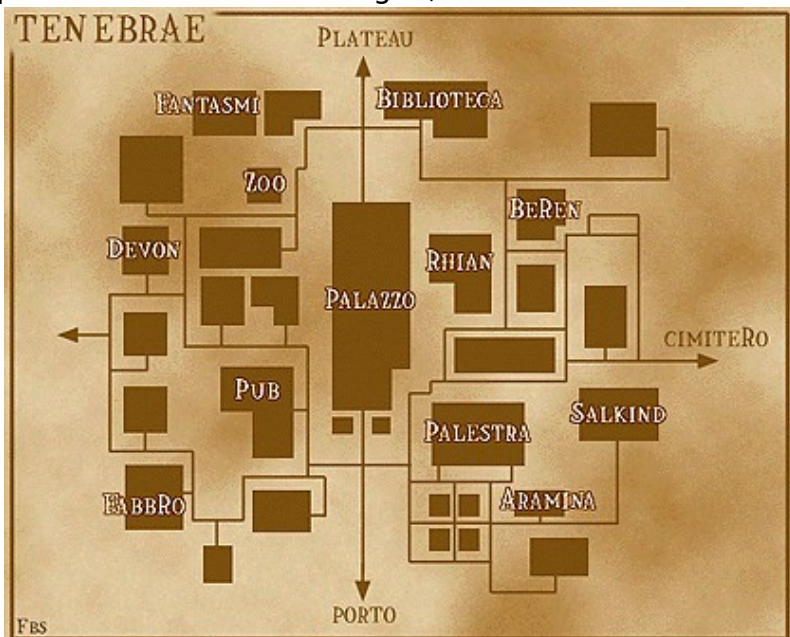 TENEBRAE
PLATEAU
FANTASMI
BIBLIOTECA
ZOO
BEREN
DEVON
RHIAN
PALAZZO
CIMITERO
PUB
SALKIND
PALESTRA
FABBRO
ARAMINA
PORTO
FBS